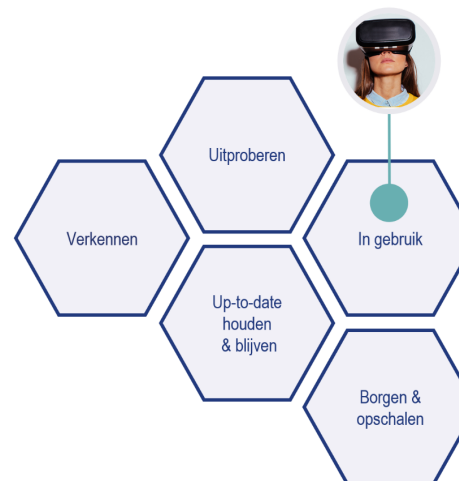 Uitproberen
Verkennen
In gebruik
Up-to-date
houden
& blijven
Borgen &
opschalen